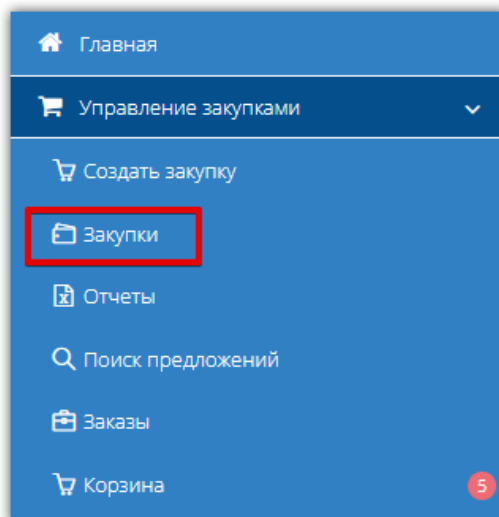 Главная
Управление закупками
Создать закупку
Закупки
Отчеты
Поиск предложений
Заказы
Корзина 5